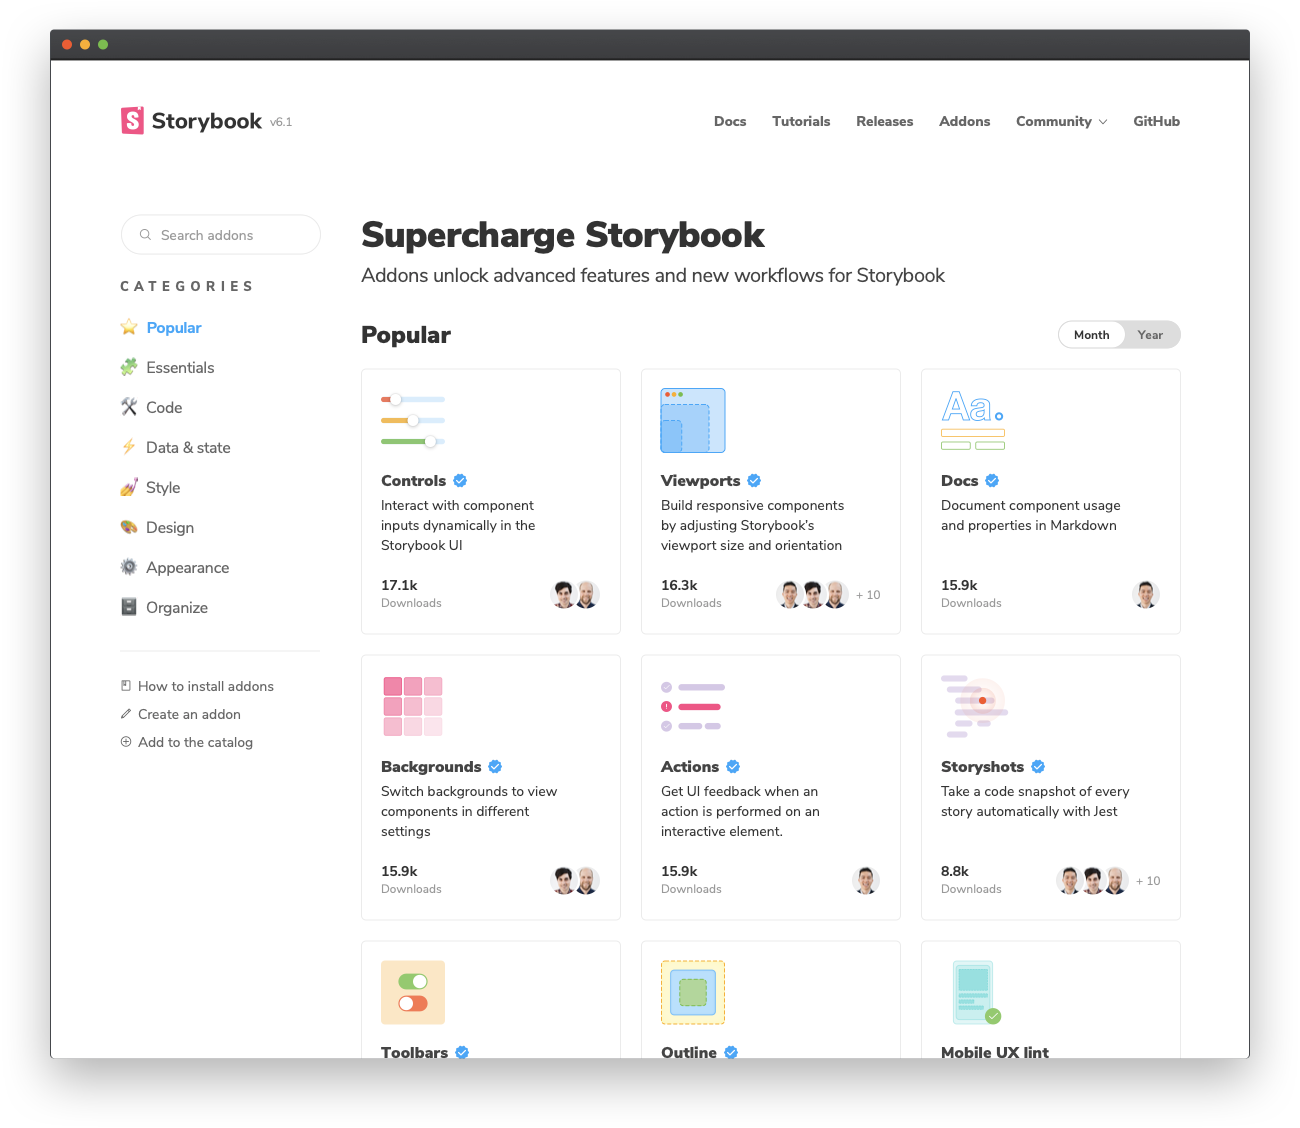 Storybook v6.1
Docs Tutorials Releases Addons Community GitHub
Search addons
CATEGORIES
Popular
Essentials
Code
Data & state
Style
Design
Appearance
Organize
How to install addons
Create an addon
Add to the catalog
Supercharge Storybook
Addons unlock advanced features and new workflows for Storybook
Popular
Month Year
Aa.
Controls
Interact with component
inputs dynamically in the
Storybook UI
17.1k
Downloads
Viewports
Build responsive components
by adjusting Storybook's
viewport size and orientation
16.3k
Downloads
+ 10
Docs
Document component usage
and properties in Markdown
15.9k
Downloads
Backgrounds
Switch backgrounds to view
components in different
settings
15.9k
Downloads
Actions
Get UI feedback when an
action is performed on an
interactive element.
15.9k
Downloads
Storyshots
Take a code snapshot of every
story automatically with Jest
8.8k
Downloads
+ 10
Toolbars
Outline
Mobile UX lint